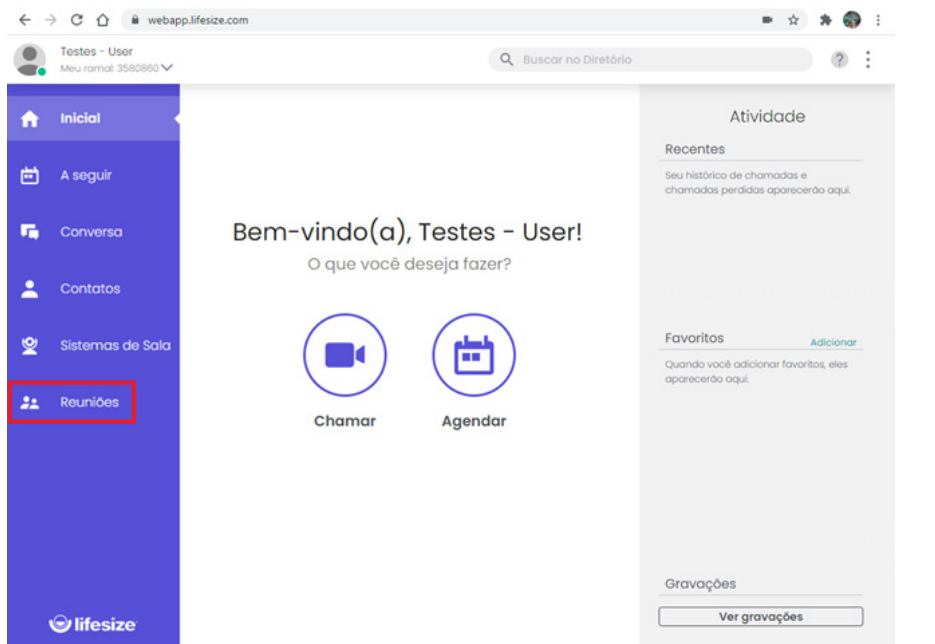 webapp.lifesize.com
Testes - User
Meu ramal: 3580860
Buscar no Diretório
?
Inicial
A seguir
Conversa
Contatos
Sistemas de Sala
Reuniões
lifesize
Bem-vindo(a), Testes - User!
O que você deseja fazer?
Chamar
Agendar
Atividade
Recentes
Seu histórico de chamadas e
chamadas perdidas aparecerão aqui.
Favoritos
Adicionar
Quando você adicionar favoritos, eles
aparecerão aqui.
Gravações
Ver gravações